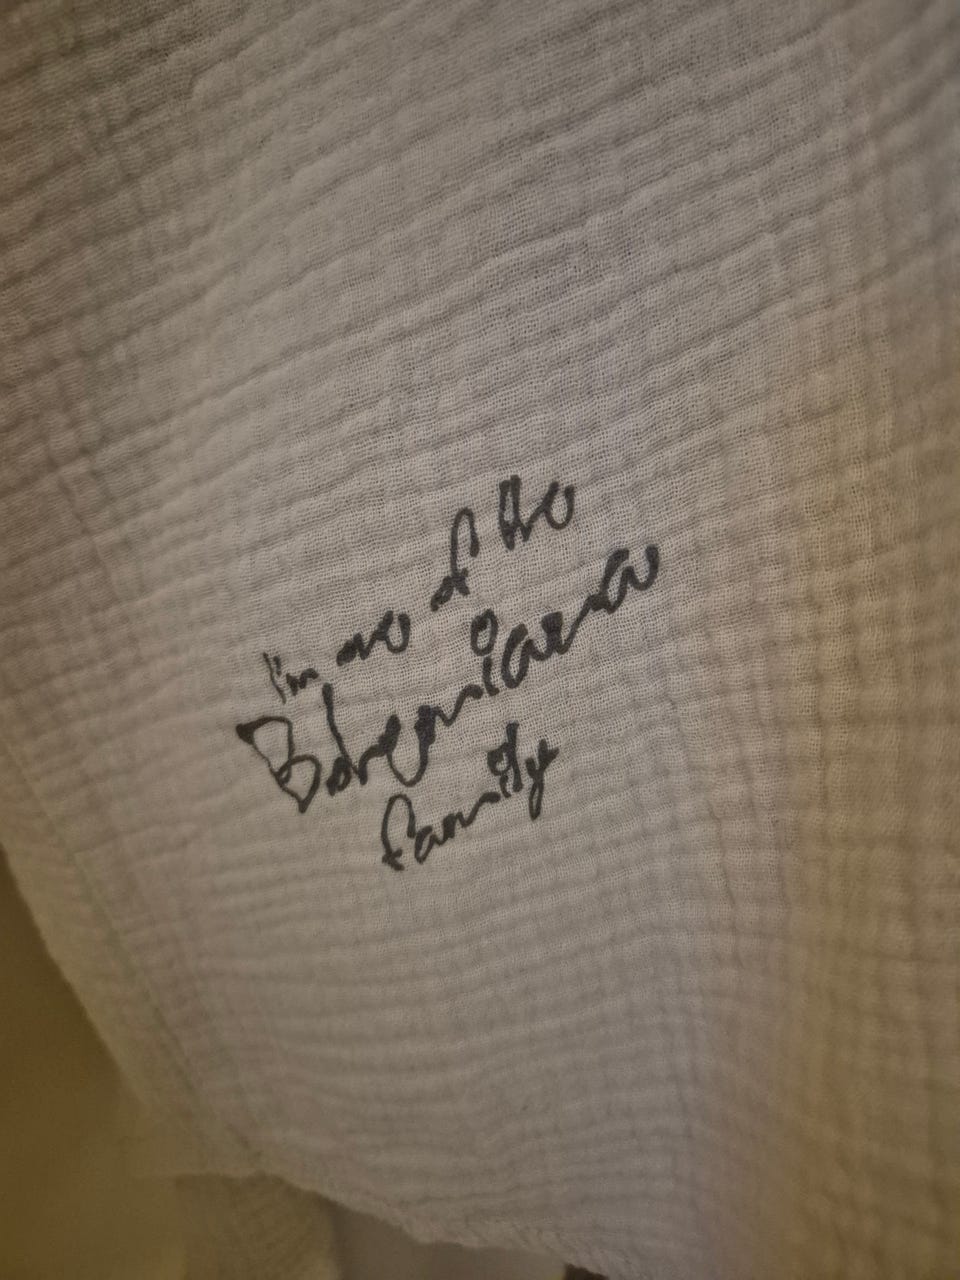 I'm one of the
Bohemiana
family